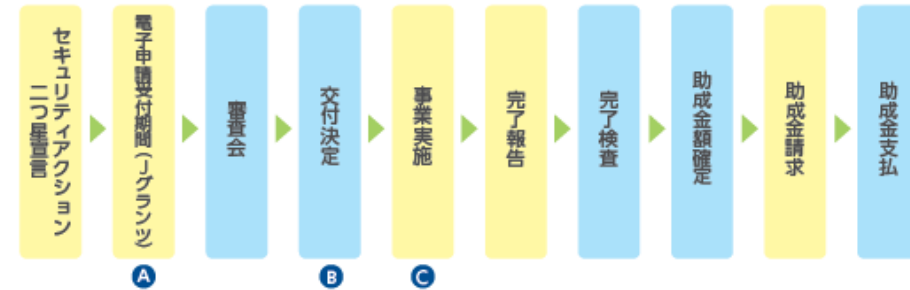 セキュリティアクション
二つ星宣言
電子申請受付期間（Jグランツ）
審査会
交付決定
事業実施
完了報告
完了検査
助成金額確定
助成金請求
助成金支払
A
B
C